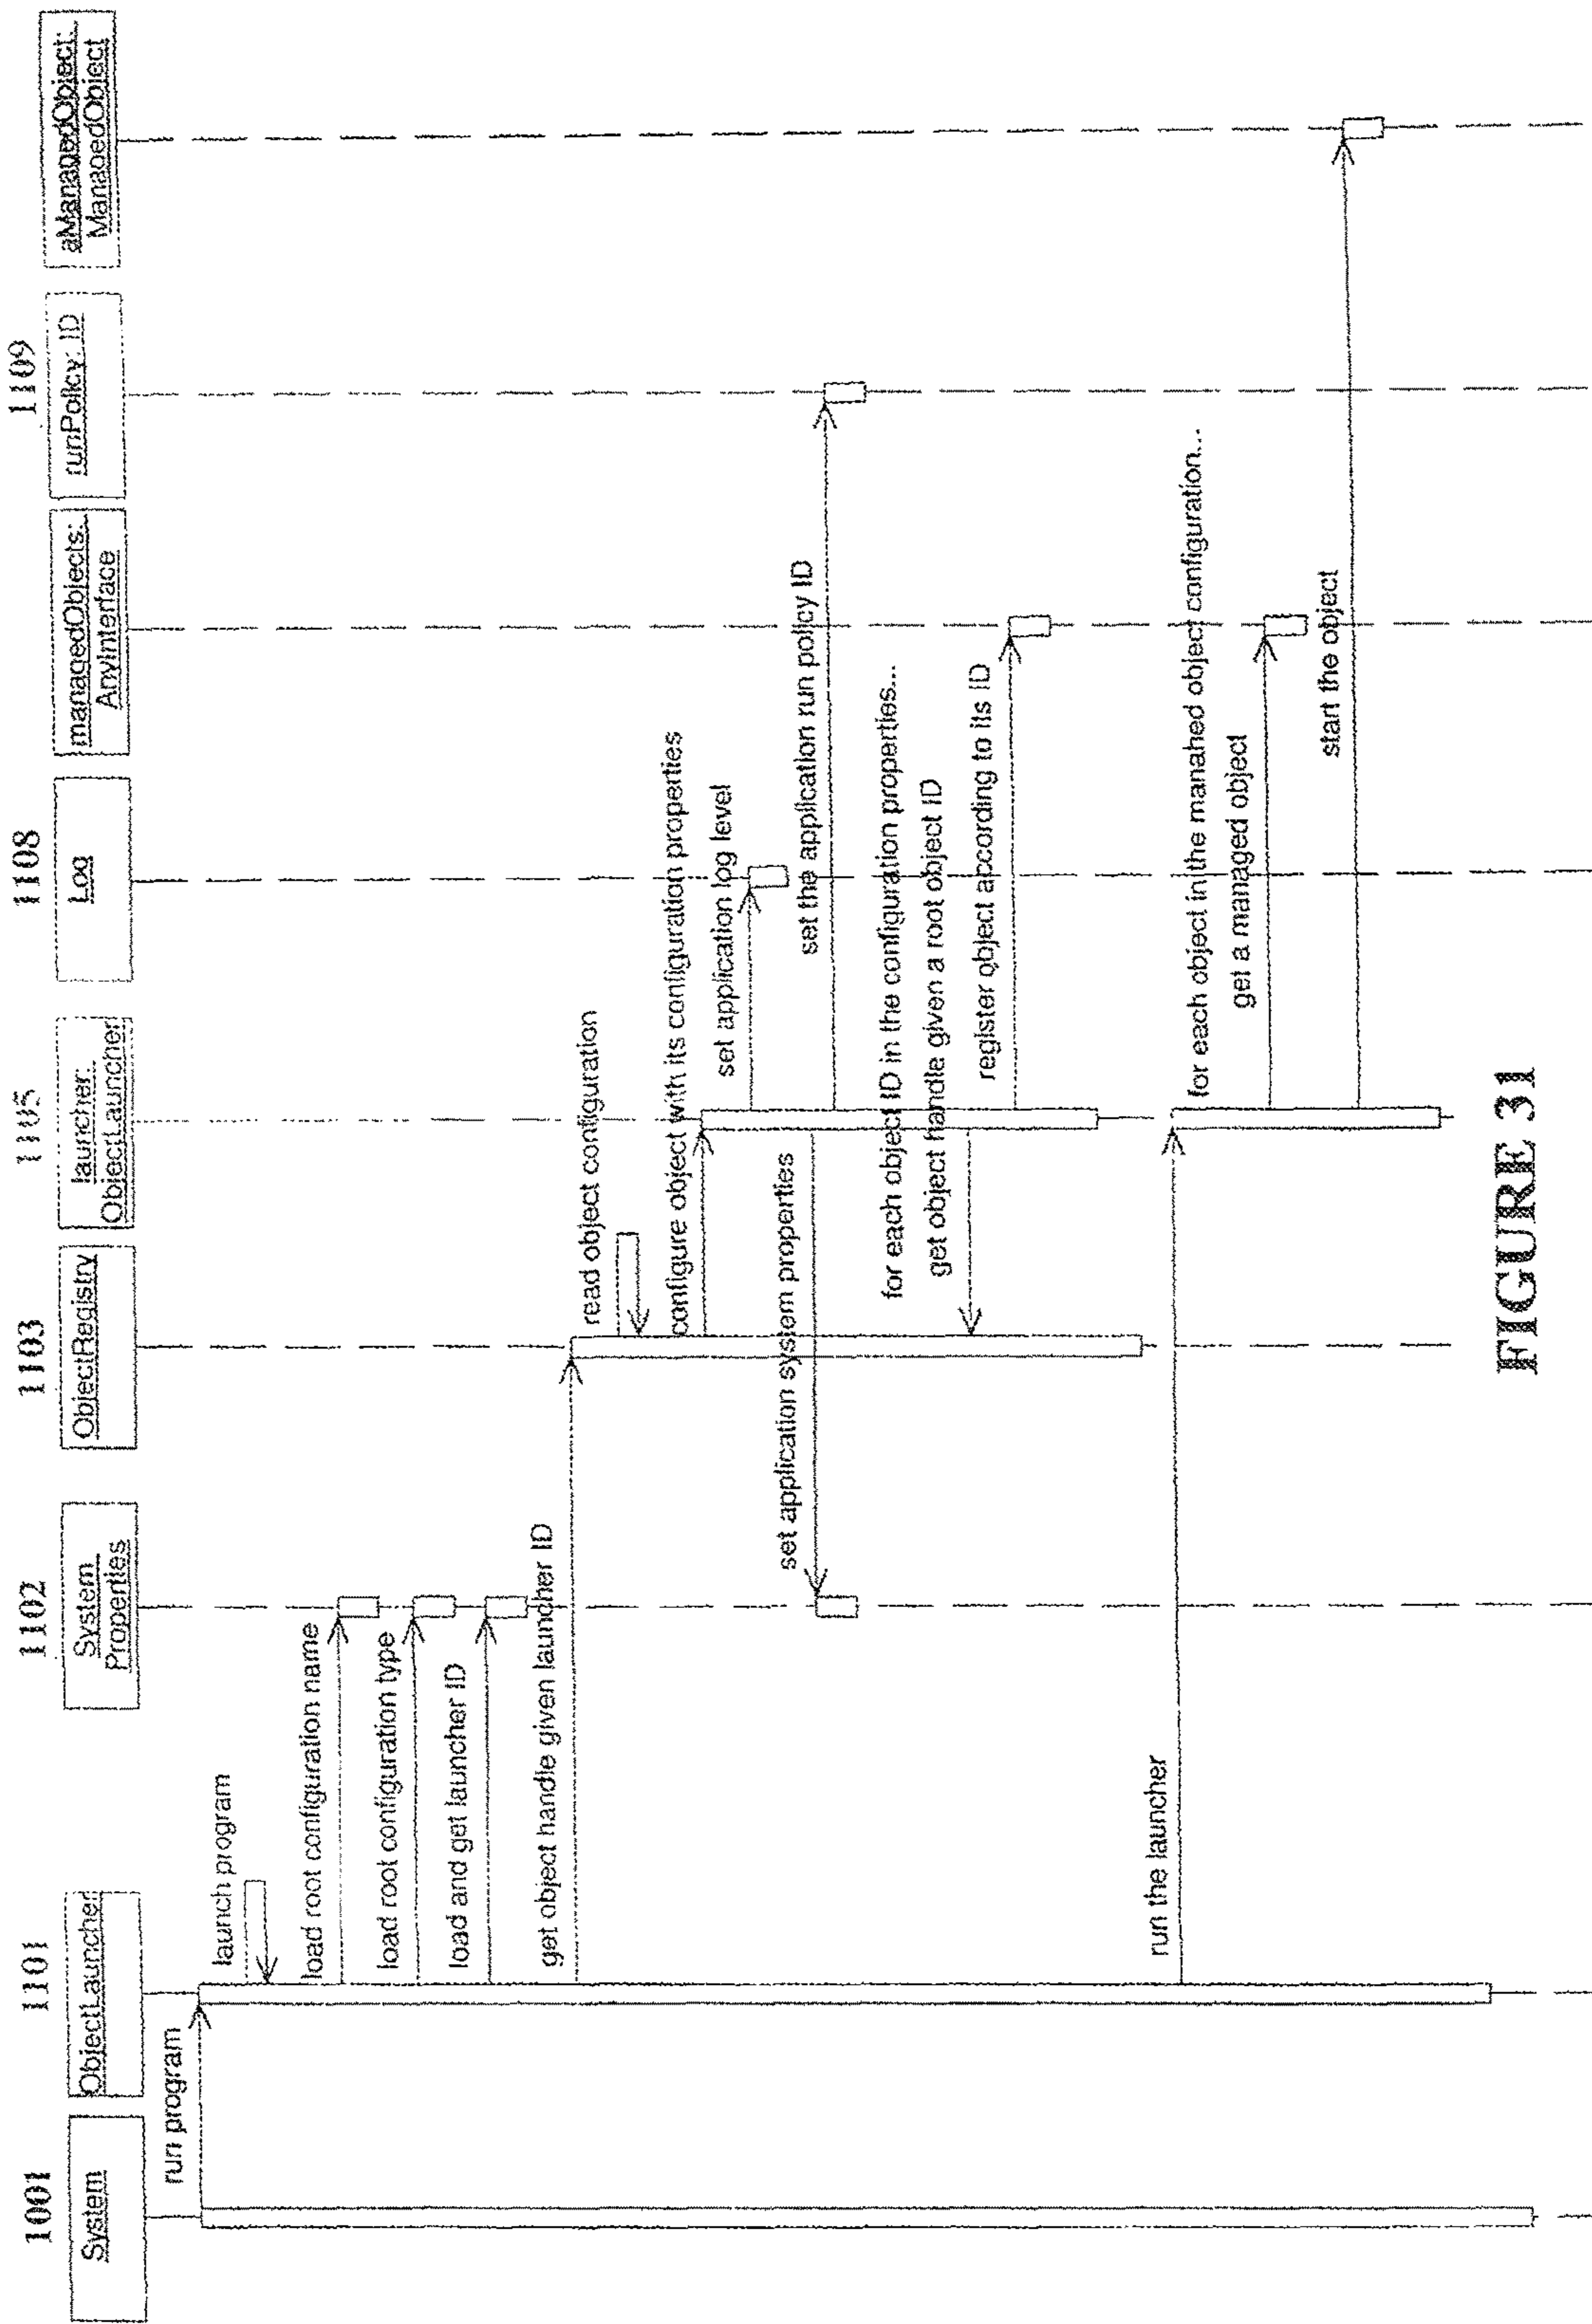 1001
1101
1102
1103
1105
1108
1109
System
ObjectLauncher
System
Properties
ObjectRegistry
launcher:
ObjectLauncher
Log
managedObjects:
AnyInterface
runPolicy: ID
aManagedObject:
ManagedObject
run program
launch program
load root configuration name
load root configuration type
load and get launcher ID
get object handle given launcher ID
read object configuration
configure object with its configuration properties
set application log level
set application system properties
set the application run policy ID
for each object ID in the configuration properties...
get object handle given a root object ID
register object according to its ID
run the launcher
for each object in the manahed object configuration...
get a managed object
start the object
FIGURE 31